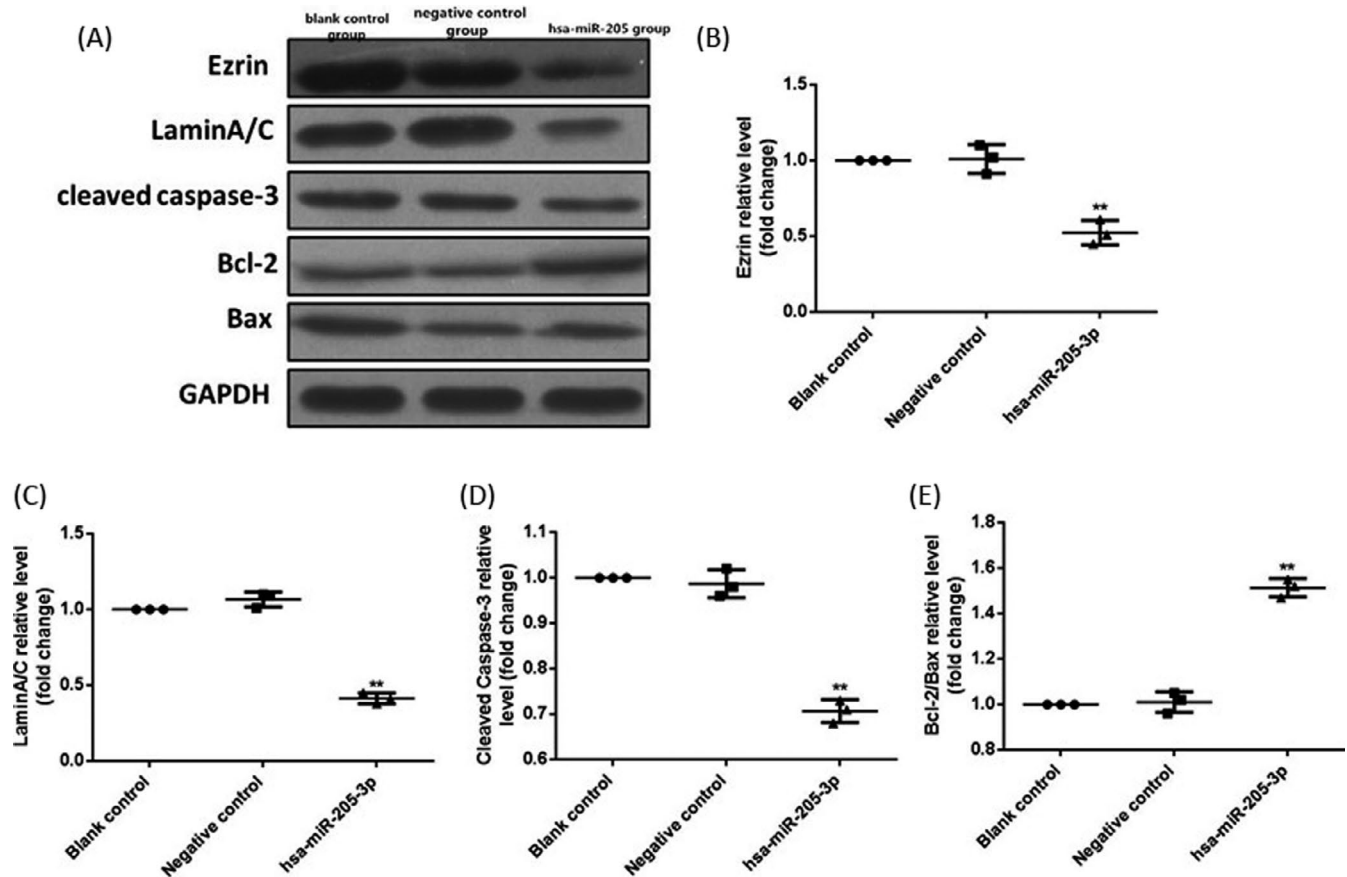 (A)
blank control
group
negative control
group
hsa-miR-205 group
Ezrin
LaminA/C
cleaved caspase-3
Bcl-2
Bax
GAPDH
(B)
Ezrin relative level
(fold change)
1.5
1.0
0.5
0.0
**
Blank control
Negative control
hsa-miR-205-3p
(C)
LaminA/C relative level
(fold change)
1.5
1.0
0.5
0.0
**
Blank control
Negative control
hsa-miR-205-3p
(D)
Cleaved Caspase-3 relative
level (fold change)
1.1
1.0
0.9
0.8
0.7
0.6
**
Blank control
Negative control
hsa-miR-205-3p
(E)
Bcl-2/Bax relative level
(fold change)
1.8
1.6
1.4
1.2
1.0
0.8
**
Blank control
Negative control
hsa-miR-205-3p